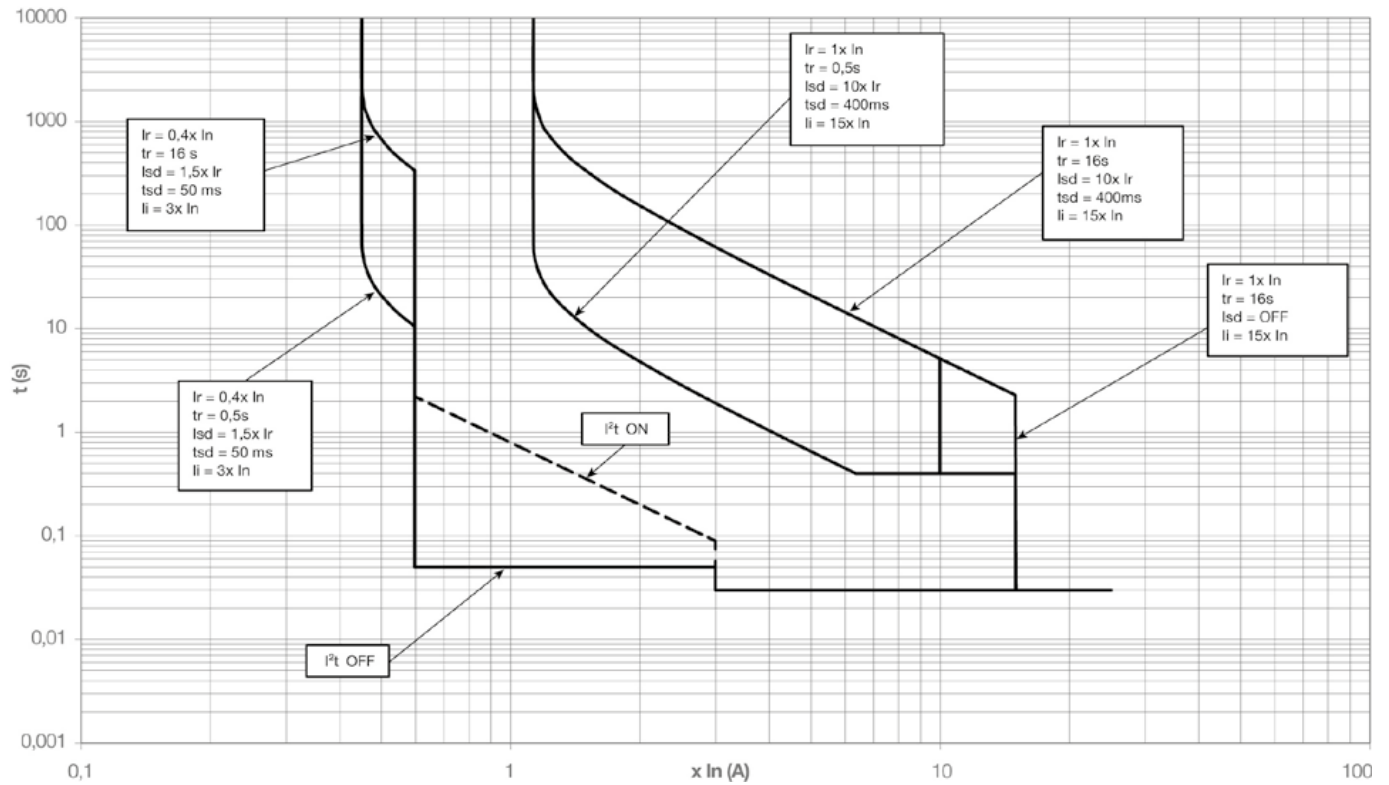 10000
1000
100
10
1
0,1
0,01
0,001
t (s)
0,1
1
10
100
x In (A)
Ir = 0,4x In
tr = 16 s
Isd = 1,5x Ir
tsd = 50 ms
Ii = 3x In
Ir = 1x In
tr = 0,5s
Isd = 10x Ir
tsd = 400ms
Ii = 15x In
Ir = 1x In
tr = 16s
Isd = 10x Ir
tsd = 400ms
Ii = 15x In
Ir = 1x In
tr = 16s
Isd = OFF
Ii = 15x In
Ir = 0,4x In
tr = 0,5s
Isd = 1,5x Ir
tsd = 50 ms
Ii = 3x In
I²t ON
I²t OFF